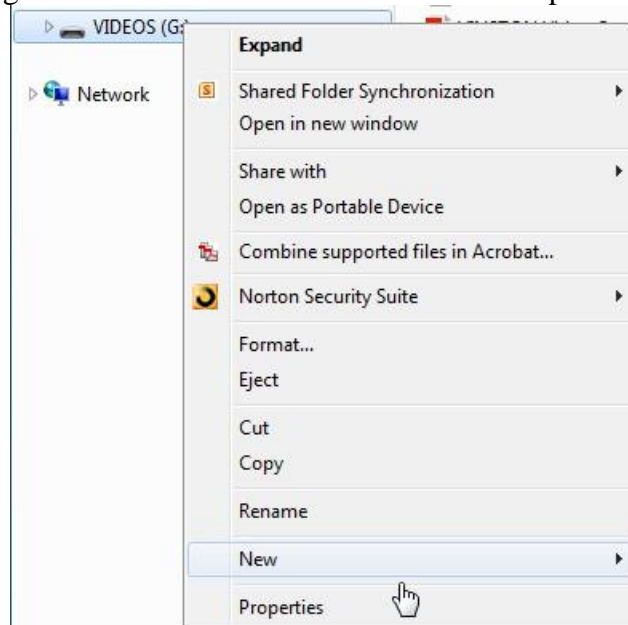 VIDEOS (G:
Expand
Network
Shared Folder Synchronization
Open in new window
Share with
Open as Portable Device
Combine supported files in Acrobat...
Norton Security Suite
Format...
Eject
Cut
Copy
Rename
New
Properties